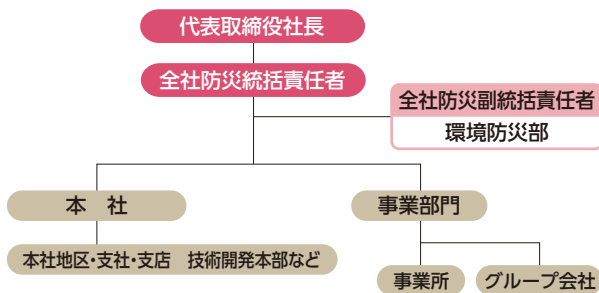 代表取締役社長
全社防災統括責任者
全社防災副統括責任者
環境防災部
本　社
事業部門
本社地区・支社・支店　技術開発本部など
事業所
グループ会社